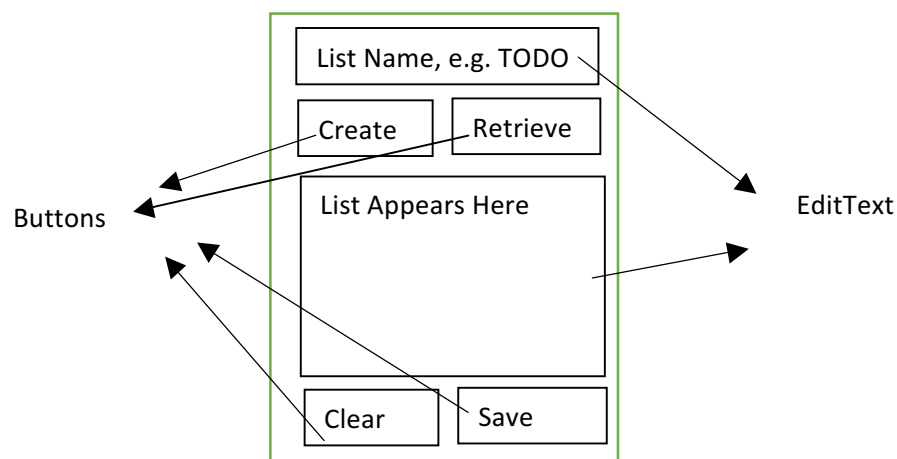 List Name, e.g. TODO
Create
Retrieve
Buttons
List Appears Here
EditText
Clear
Save